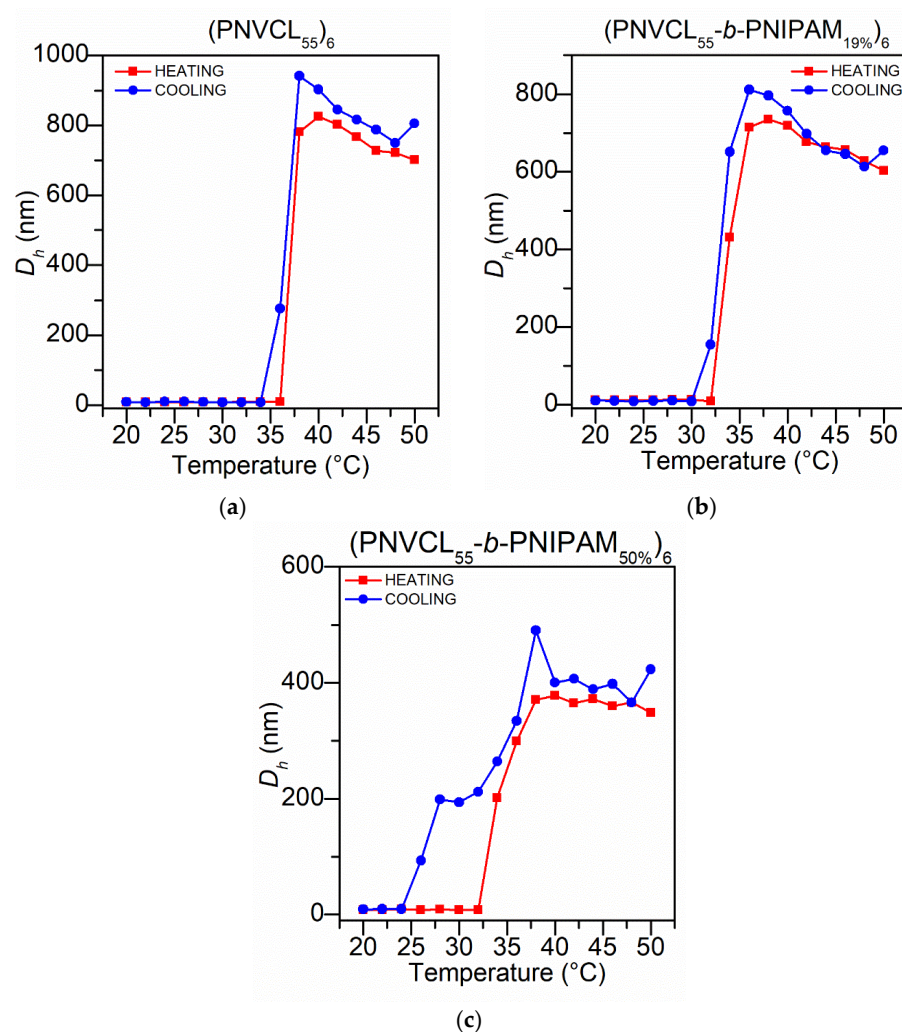 (PNVCL55)6
HEATING
COOLING
1000
800
600
400
200
0
Dh (nm)
20 25 30 35 40 45 50
Temperature (°C)
(a)
(PNVCL55-b-PNIPAM19%)6
HEATING
COOLING
800
600
400
200
0
Dh (nm)
20 25 30 35 40 45 50
Temperature (°C)
(b)
(PNVCL55-b-PNIPAM50%)6
HEATING
COOLING
600
400
200
0
Dh (nm)
20 25 30 35 40 45 50
Temperature (°C)
(c)